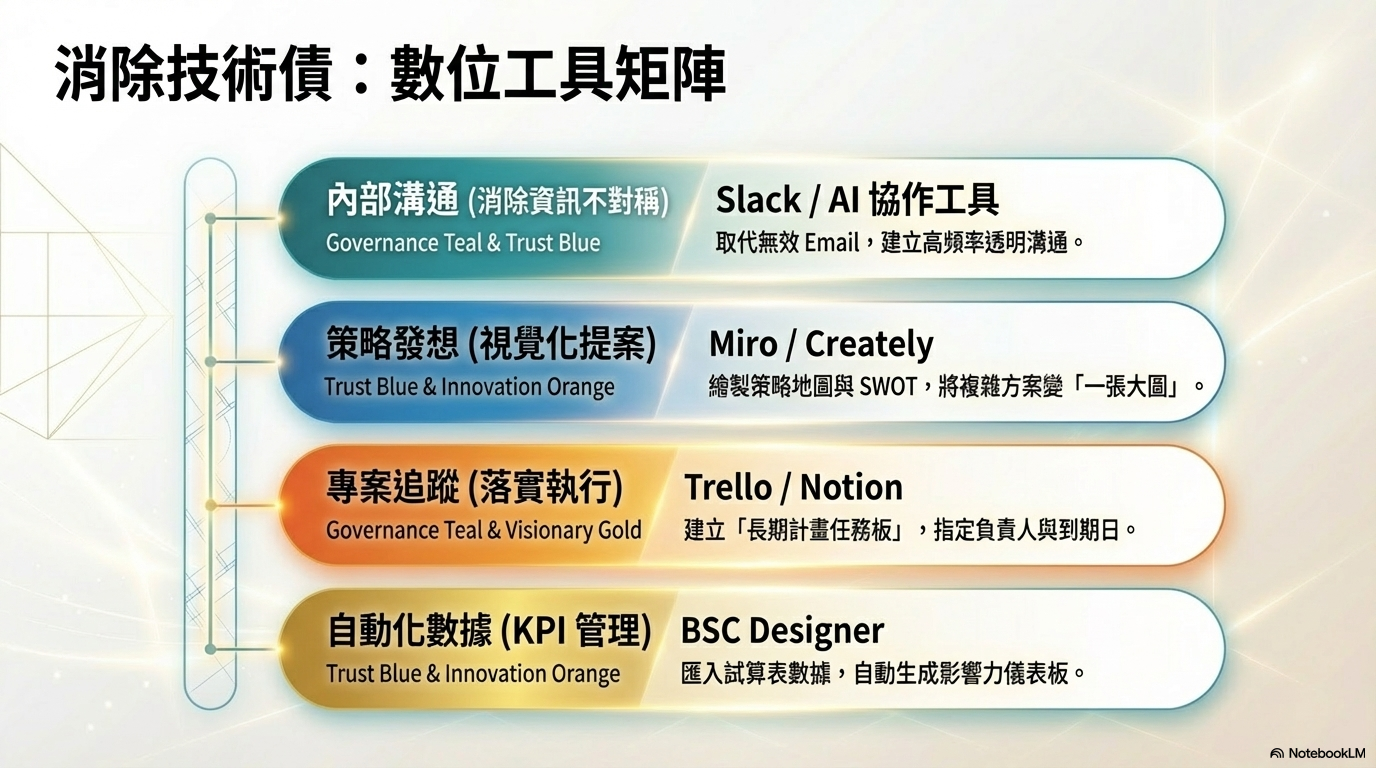 消除技術債：數位工具矩陣
內部溝通 (消除資訊不對稱)
Governance Teal & Trust Blue
Slack / AI 協作工具
取代無效 Email，建立高頻率透明溝通。
策略發想 (視覺化提案)
Trust Blue & Innovation Orange
Miro / Creately
繪製策略地圖與 SWOT，將複雜方案變「一張大圖」。
專案追蹤 (落實執行)
Governance Teal & Visionary Gold
Trello / Notion
建立「長期計畫任務板」，指定負責人與到期日。
自動化數據 (KPI 管理)
Trust Blue & Innovation Orange
BSC Designer
匯入試算表數據，自動生成影響力儀表板。
NotebookLM